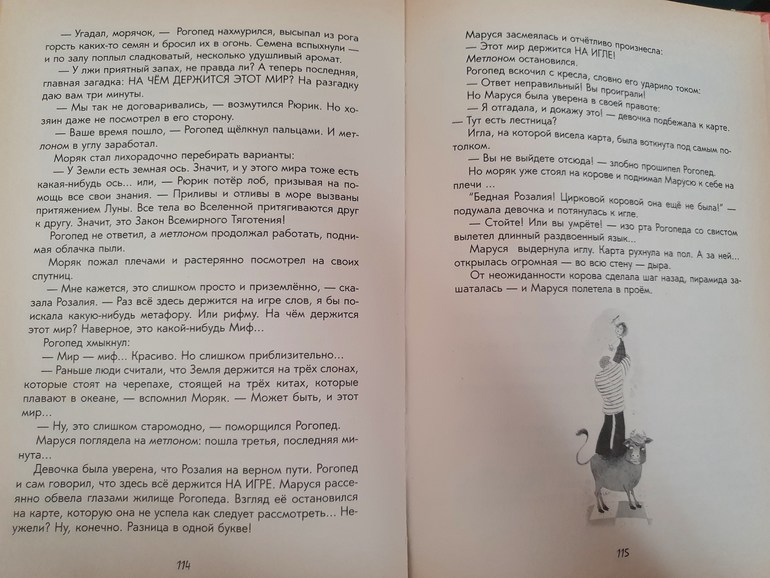 — Угадал, морячок, — Рогопед нахмурился, высыпал из рога
горсть каких-то семян и бросил их в огонь. Семена вспыхнули —
и по залу поплыл сладковатый, несколько удушливый аромат.
— У лжи приятный запах, не правда ли? А теперь последняя,
главная загадка: НА ЧЁМ ДЕРЖИТСЯ ЭТОТ МИР? На разгадку
даю вам три минуты.
— Мы так не договаривались, — возмутился Рюрик. Но хо-
зяин даже не посмотрел в его сторону.
— Ваше время пошло, — Рогопед щёлкнул пальцами. И мет-
лоном в углу заработал.
Моряк стал лихорадочно перебирать варианты:
— У Земли есть земная ось. Значит, и у этого мира тоже есть
какая-нибудь ось... или, — Рюрик потёр лоб, призывая на по-
мощь все свои знания. — Приливы и отливы в море вызваны
притяжением Луны. Все тела во Вселенной притягиваются друг
к другу. Значит, это Закон Всемирного Тяготения!
Рогопед не ответил, а метлоном продолжал работать, подни-
мая облачка пыли.
Моряк пожал плечами и растерянно посмотрел на своих
спутниц.
— Мне кажется, это слишком просто и приземлённо, — ска-
зала Розалия. — Раз всё здесь держится на игре слов, я бы по-
искала какую-нибудь метафору. Или рифму. На чём держится
этот мир? Наверное, это какой-нибудь Миф...
Рогопед хмыкнул:
— Мир — миф... Красиво. Но слишком приблизительно...
— Раньше люди считали, что Земля держится на трёх слонах,
которые стоят на черепахе, стоящей на трёх китах, которые
плавают в океане, — вспомнил Моряк. — Может быть, и этот
мир...
— Ну, это слишком старомодно, — поморщился Рогопед.
Маруся поглядела на метлоном: пошла третья, последняя ми-
нута...
Девочка была уверена, что Розалия на верном пути. Рогопед
и сам говорил, что здесь всё держится НА ИГРЕ. Маруся рассе-
янно обвела глазами жилище Рогопеда. Взгляд её остановился
на карте, которую она не успела как следует рассмотреть... Не-
ужели? Ну, конечно. Разница в одной букве!
114
Маруся засмеялась и отчётливо произнесла:
— Этот мир держится НА ИГЛЕ!
Метлоном остановился.
Рогопед вскочил с кресла, словно его ударило током:
— Ответ неправильный! Вы проиграли!
Но Маруся была уверена в своей правоте:
— Я отгадала, и докажу это! — девочка подбежала к карте.
— Тут есть лестница?
Игла, на которой висела карта, была воткнута под самым по-
толком.
— Вы не выйдете отсюда! — злобно прошипел Рогопед.
Но моряк уже стоял на корове и поднимал Марусю к себе на
плечи ...
"Бедная Розалия! Цирковой коровой она ещё не была!" —
подумала девочка и потянулась к игле.
— Стойте! Или вы умрёте! — изо рта Рогопеда со свистом
вылетел длинный раздвоенный язык...
Маруся выдернула иглу. Карта рухнула на пол. А за ней...
открылась огромная — во всю стену — дыра.
От неожиданности корова сделала шаг назад, пирамида за-
шаталась — и Маруся полетела в проём.
115